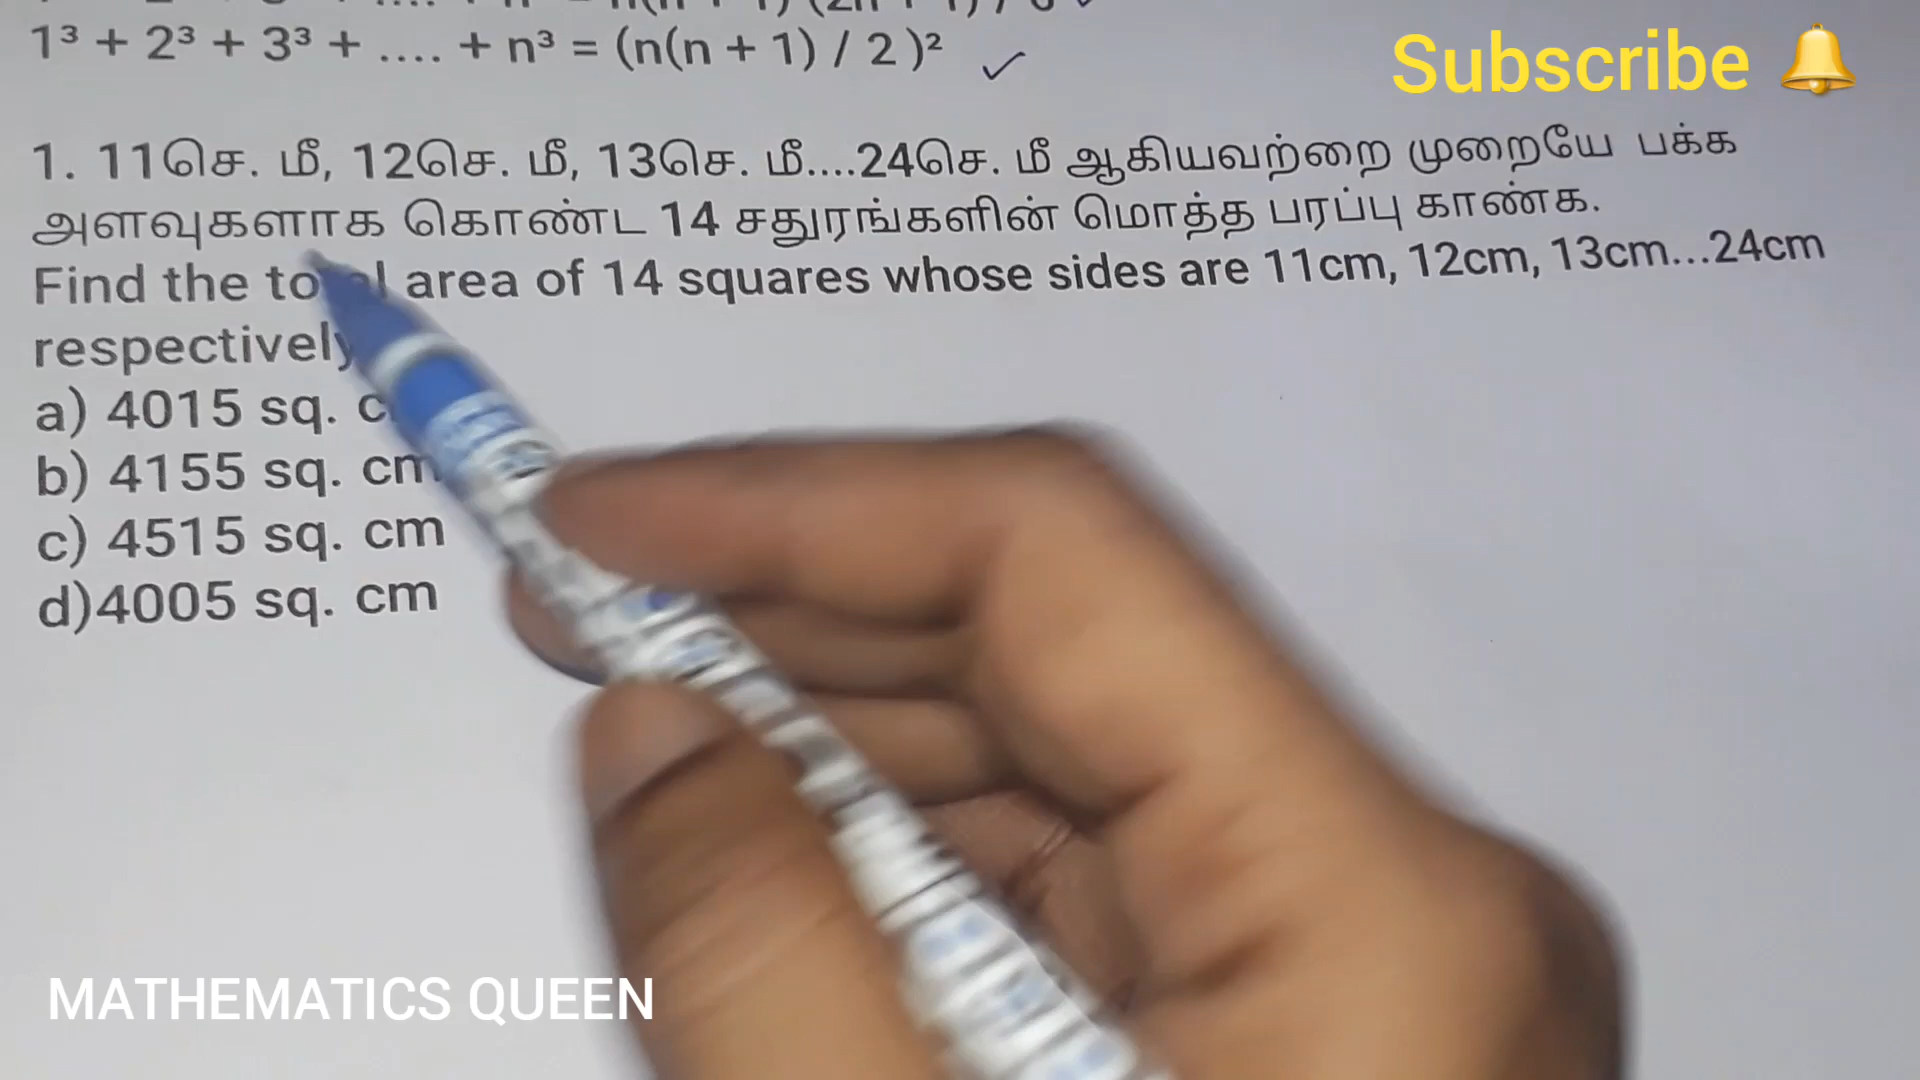 1³ + 2³ + 3³ + .... + n³ = (n(n + 1) / 2 )²
Subscribe
1. 11செ. மீ, 12செ. மீ, 13செ. மீ....24செ. மீ ஆகியவற்றை முறையே பக்க
அளவுகளாக கொண்ட 14 சதுரங்களின் மொத்த பரப்பு காண்க.
Find the area of 14 squares whose sides are 11cm, 12cm, 13cm...24cm
respectively
a) 4015 sq.
b) 4155 sq. cm
c) 4515 sq. cm
d)4005 sq. cm
MATHEMATICS QUEEN